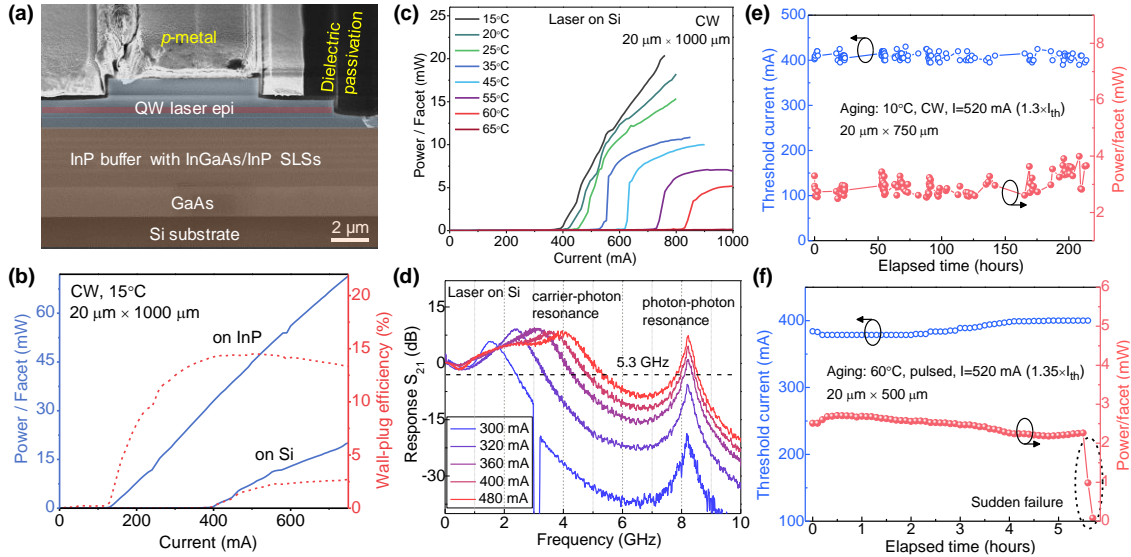 (a)
p-metal
Dielectric
passivation
QW laser epi
InP buffer with InGaAs/InP SLSs
GaAs
Si substrate
2 μm
(b)
CW, 15°C
20 μm × 1000 μm
on InP
on Si
Power / Facet (mW)
60
45
30
15
0
Wall-plug efficiency (%)
20
15
10
5
0
0 200 400 600
Current (mA)
(c)
Laser on Si
CW
20 μm × 1000 μm
15°C
20°C
25°C
35°C
45°C
55°C
60°C
65°C
Power / Facet (mW)
25
20
15
10
5
0
0 200 400 600 800 1000
Current (mA)
(d)
Laser on Si
carrier-photon
resonance
photon-photon
resonance
5.3 GHz
300 mA
320 mA
360 mA
400 mA
480 mA
Response S21 (dB)
15
0
-15
-30
0 2 4 6 8 10
Frequency (GHz)
(e)
Aging: 10°C, CW, I=520 mA (1.3×Ith)
20 μm × 750 μm
Threshold current (mA)
500
400
300
200
100
0
Power/facet (mW)
8
6
4
2
0
0 50 100 150 200
Elapsed time (hours)
(f)
Aging: 60°C, pulsed, I=520 mA (1.35×Ith)
20 μm × 500 μm
Sudden failure
Threshold current (mA)
400
300
200
100
Power/facet (mW)
6
5
4
3
2
1
0
0 1 2 3 4 5 6
Elapsed time (hours)